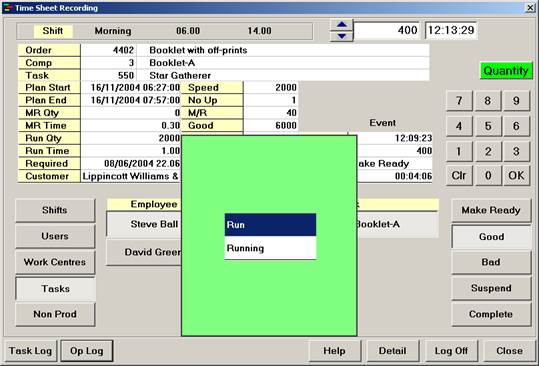 Time Sheet Recording
Shift Morning 06.00 14.00 400 12:13:29
Order 4402 Booklet with off-prints
Comp 3 Booklet-A
Task 550 Star Gatherer
Quantity
Plan Start 16/11/2004 06:27:00 Speed 2000
Plan End 16/11/2004 07:57:00 No Up 1
MR Qty 0 M/R 40
MR Time 0.30 Good 6000 Event
Run Qty 2000 12:09:23
Run Time 1.00 400
Required 08/06/2004 22.06 ake Ready
Customer Lippincott Williams & 00:04:06
7 8 9
4 5 6
1 2 3
Clr 0 OK
Shifts
Users
Work Centres
Tasks
Non Prod
Employee
Steve Ball Booklet-A
David Green
Run
Running
Make Ready
Good
Bad
Suspend
Complete
Task Log Op Log Help Detail Log Off Close